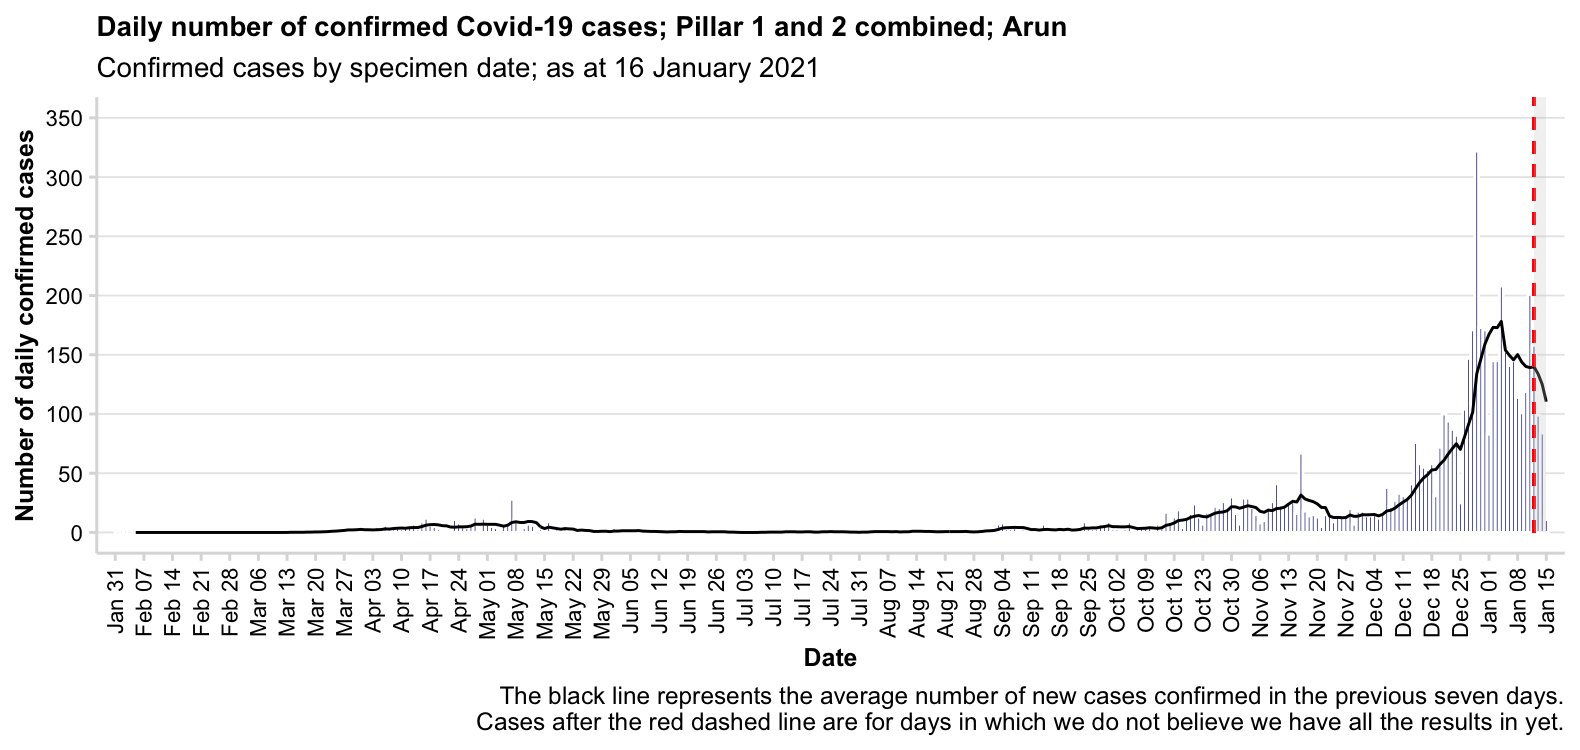 Daily number of confirmed Covid-19 cases; Pillar 1 and 2 combined; Arun
Confirmed cases by specimen date; as at 16 January 2021
Number of daily confirmed cases
350
300
250
200
150
100
50
0
Jan 31
Feb 07
Feb 14
Feb 21
Feb 28
Mar 06
Mar 13
Mar 20
Mar 27
Apr 03
Apr 10
Apr 17
Apr 24
May 01
May 08
May 15
May 22
May 29
Jun 05
Jun 12
Jun 19
Jun 26
Jul 03
Jul 10
Jul 17
Jul 24
Jul 31
Aug 07
Aug 14
Aug 21
Aug 28
Sep 04
Sep 11
Sep 18
Sep 25
Oct 02
Oct 09
Oct 16
Oct 23
Oct 30
Nov 06
Nov 13
Nov 20
Nov 27
Dec 04
Dec 11
Dec 18
Dec 25
Jan 01
Jan 08
Jan 15
Date
The black line represents the average number of new cases confirmed in the previous seven days.
Cases after the red dashed line are for days in which we do not believe we have all the results in yet.